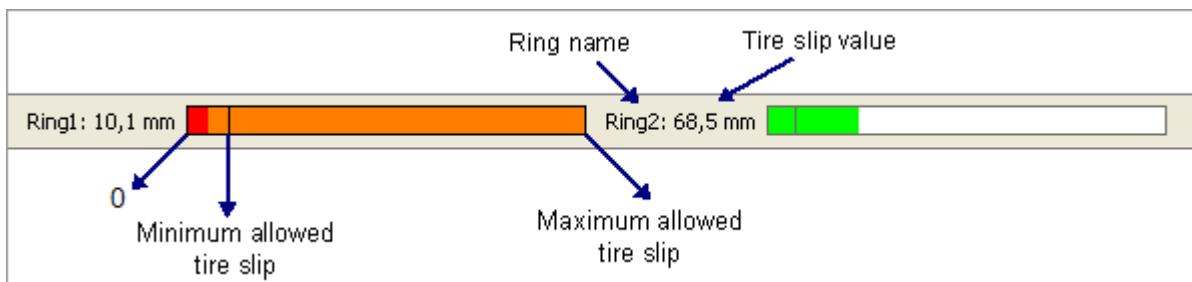 Ring name
Tire slip value
Ring1: 10,1 mm
Ring2: 68,5 mm
0
Minimum allowed
tire slip
Maximum allowed
tire slip